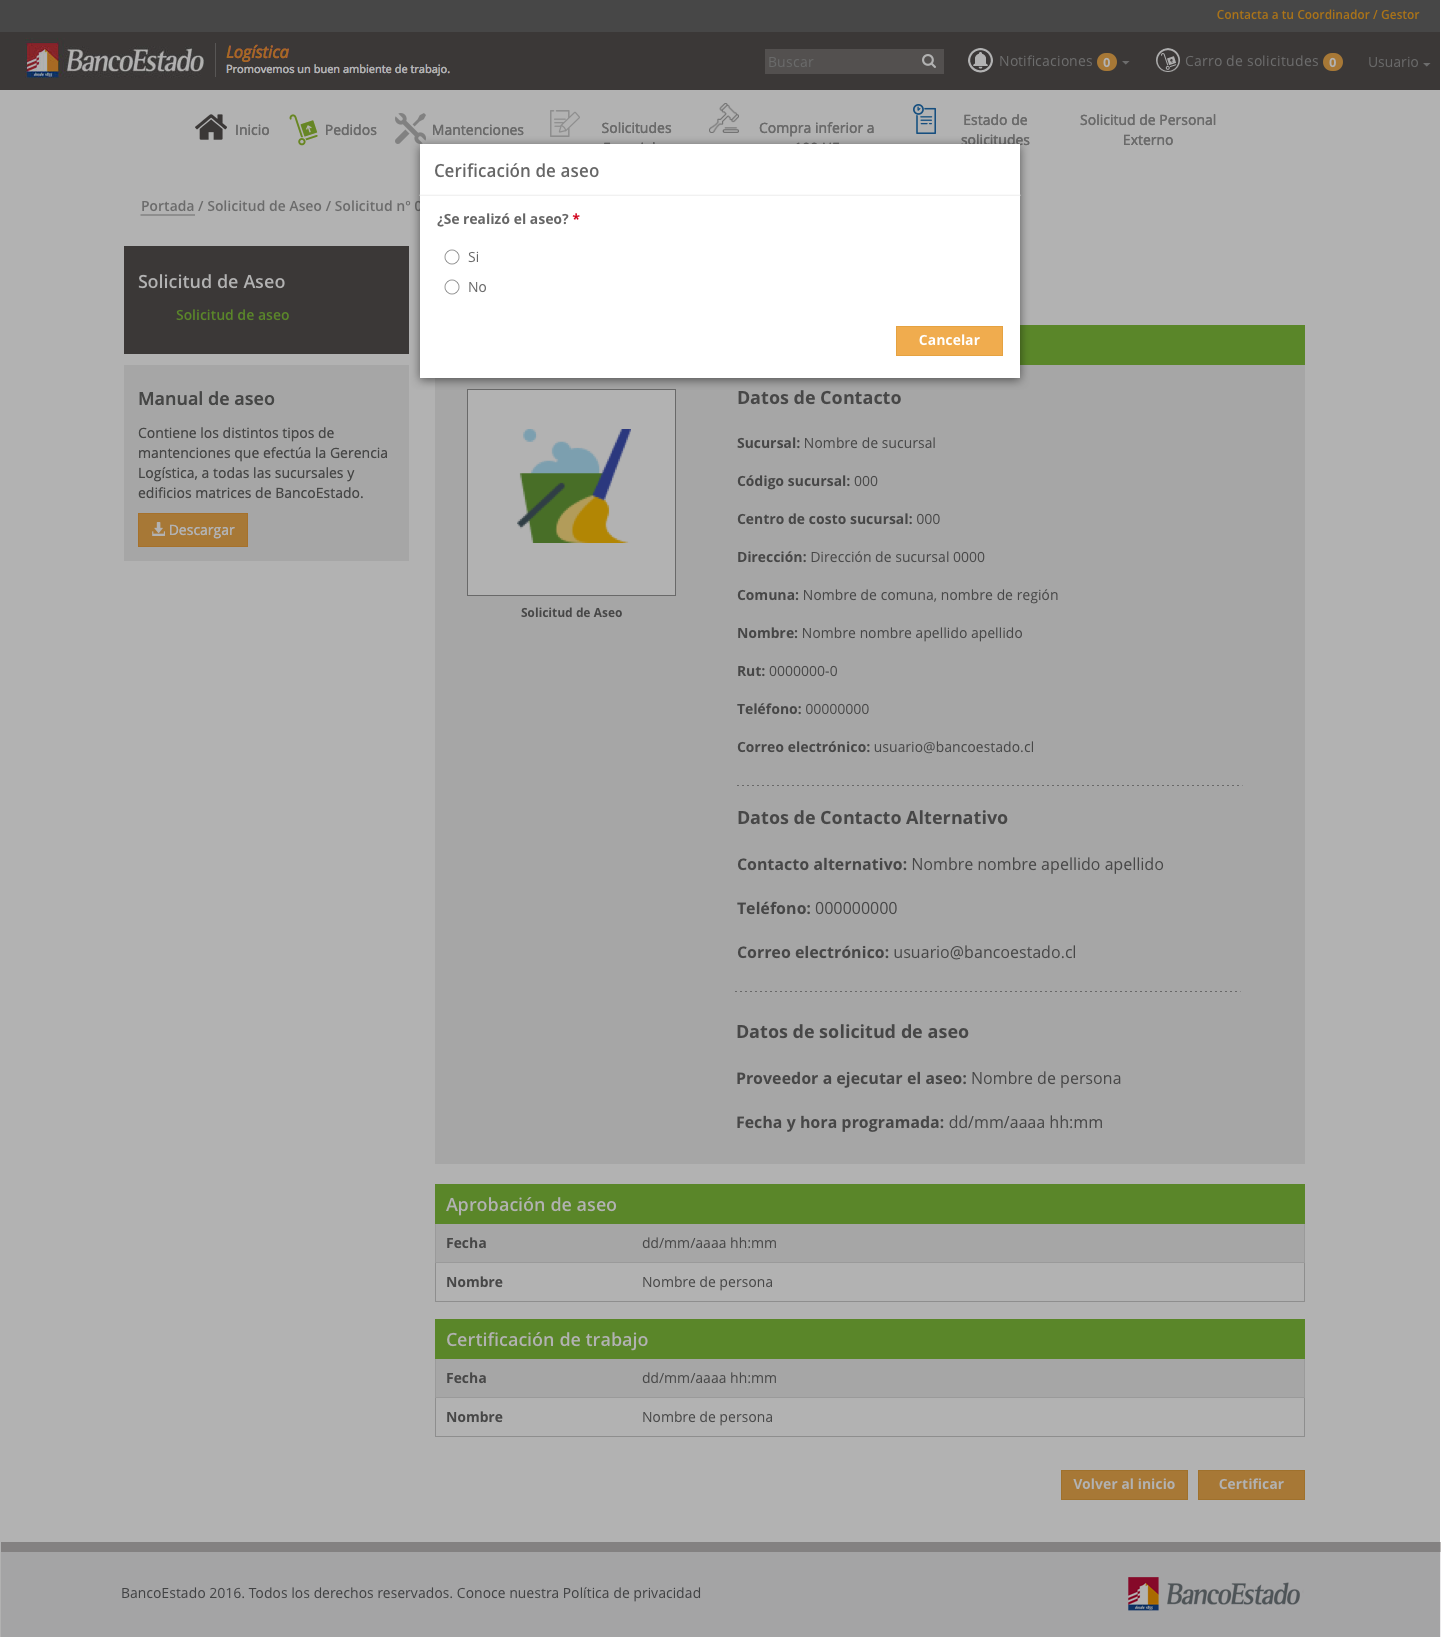 Contacta a tu Coordinador / Gestor
BancoEstado
desde 1855
Logística
Promovemos un buen ambiente de trabajo.
Buscar
Notificaciones 0
Carro de solicitudes 0
Usuario
Inicio
Pedidos
Mantenciones
Solicitudes
Compra inferior a
Estado de
solicitudes
Solicitud de Personal
Externo
Portada / Solicitud de Aseo / Solicitud n°
Cerificación de aseo
¿Se realizó el aseo? *
Si
No
Cancelar
Solicitud de Aseo
Solicitud de aseo
Manual de aseo
Contiene los distintos tipos de
mantenciones que efectúa la Gerencia
Logística, a todas las sucursales y
edificios matrices de BancoEstado.
Descargar
Solicitud de Aseo
Datos de Contacto
Sucursal: Nombre de sucursal
Código sucursal: 000
Centro de costo sucursal: 000
Dirección: Dirección de sucursal 0000
Comuna: Nombre de comuna, nombre de región
Nombre: Nombre nombre apellido apellido
Rut: 0000000-0
Teléfono: 00000000
Correo electrónico: usuario@bancoestado.cl
Datos de Contacto Alternativo
Contacto alternativo: Nombre nombre apellido apellido
Teléfono: 000000000
Correo electrónico: usuario@bancoestado.cl
Datos de solicitud de aseo
Proveedor a ejecutar el aseo: Nombre de persona
Fecha y hora programada: dd/mm/aaaa hh:mm
Aprobación de aseo
Fecha dd/mm/aaaa hh:mm
Nombre Nombre de persona
Certificación de trabajo
Fecha dd/mm/aaaa hh:mm
Nombre Nombre de persona
Volver al inicio
Certificar
BancoEstado 2016. Todos los derechos reservados. Conoce nuestra Política de privacidad
BancoEstado
desde 1855